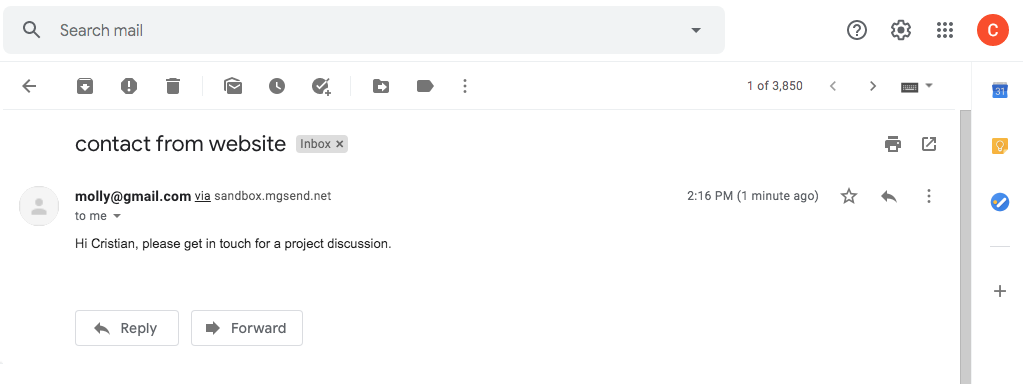 Search mail
C
1 of 3,850
31
contact from website Inbox ×
molly@gmail.com via sandbox.mgsend.net 2:16 PM (1 minute ago)
to me
Hi Cristian, please get in touch for a project discussion.
Reply Forward